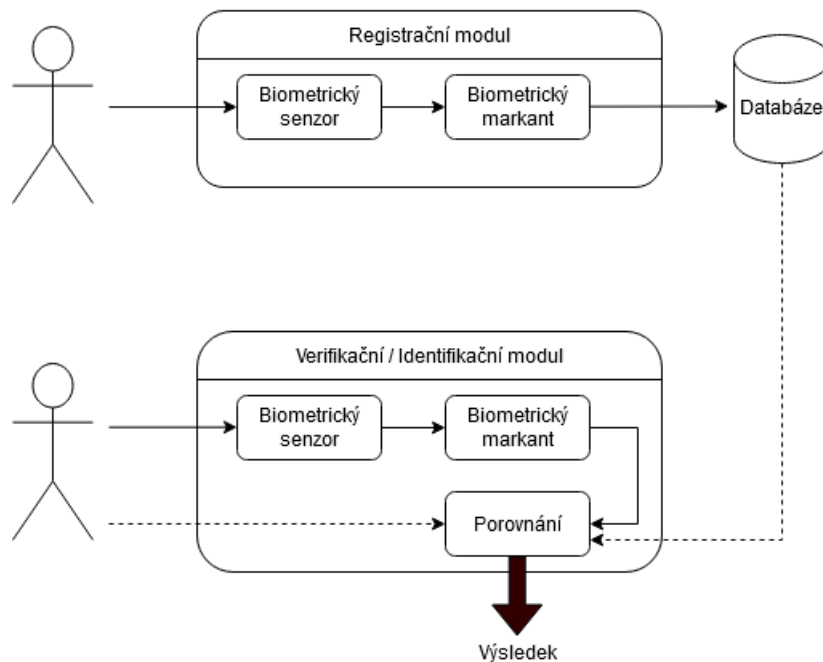 Registrační modul
Biometrický
senzor
Biometrický
markant
Databáze
Verifikační / Identifikační modul
Biometrický
senzor
Biometrický
markant
Porovnání
Výsledek